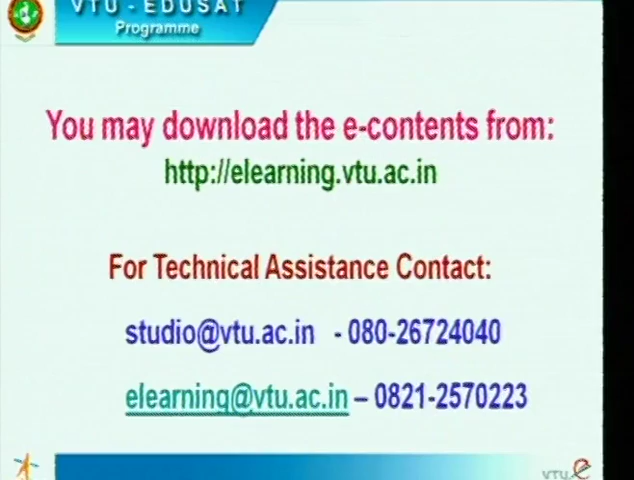 VTU - EDUSAT
Programme
You may download the e-contents from:
http://elearning.vtu.ac.in
For Technical Assistance Contact:
studio@vtu.ac.in - 080-26724040
elearning@vtu.ac.in – 0821-2570223
VTU e